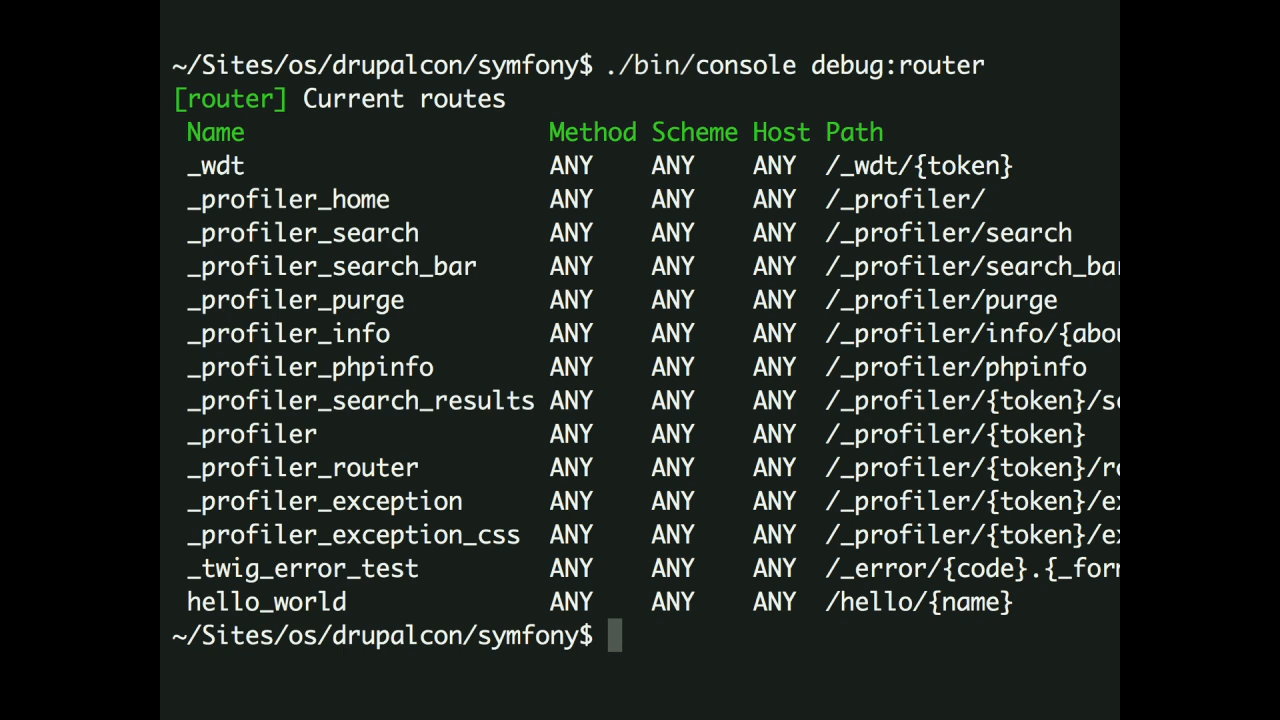 ~/Sites/os/drupalcon/symfony$ ./bin/console debug:router
[router] Current routes
Name Method Scheme Host Path
_wdt ANY ANY ANY /_wdt/{token}
_profiler_home ANY ANY ANY /_profiler/
_profiler_search ANY ANY ANY /_profiler/search
_profiler_search_bar ANY ANY ANY /_profiler/search_bar
_profiler_purge ANY ANY ANY /_profiler/purge
_profiler_info ANY ANY ANY /_profiler/info/{abou
_profiler_phpinfo ANY ANY ANY /_profiler/phpinfo
_profiler_search_results ANY ANY ANY /_profiler/{token}/se
_profiler ANY ANY ANY /_profiler/{token}
_profiler_router ANY ANY ANY /_profiler/{token}/ro
_profiler_exception ANY ANY ANY /_profiler/{token}/ex
_profiler_exception_css ANY ANY ANY /_profiler/{token}/ex
_twig_error_test ANY ANY ANY /_error/{code}.{_form
hello_world ANY ANY ANY /hello/{name}
~/Sites/os/drupalcon/symfony$